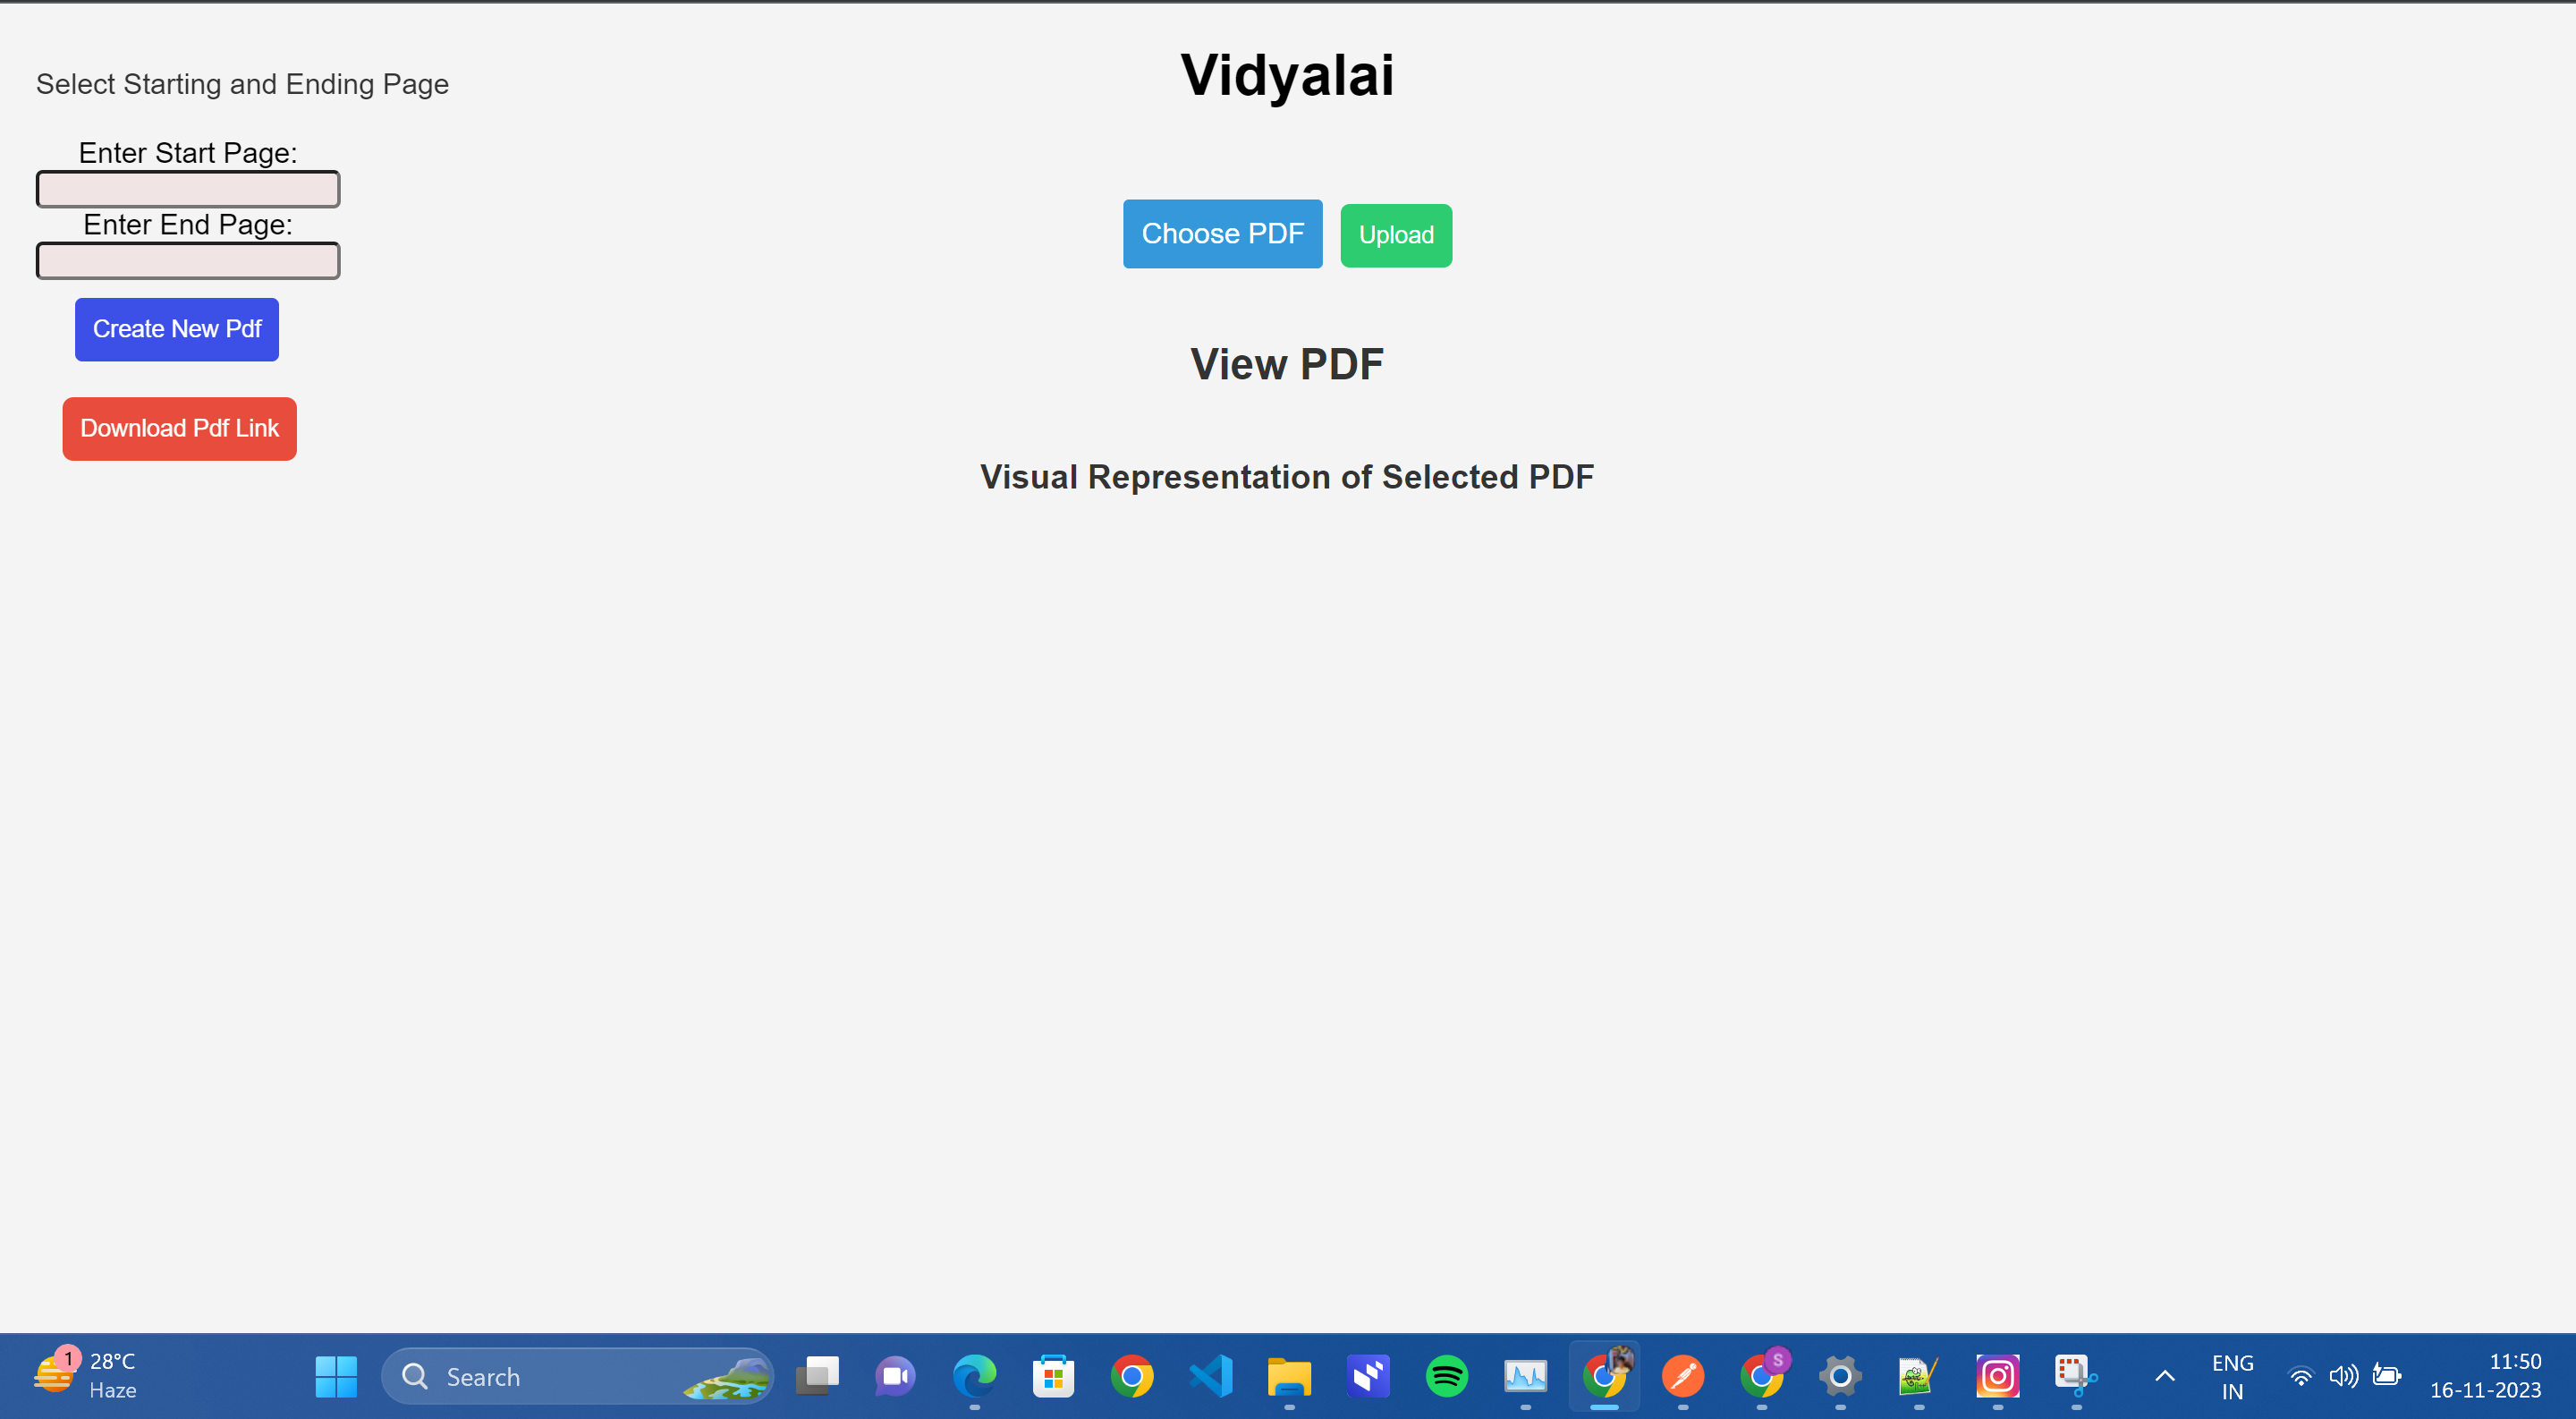 Vidyalai
Select Starting and Ending Page
Enter Start Page:
Enter End Page:
Create New Pdf
Download Pdf Link
Choose PDF
Upload
View PDF
Visual Representation of Selected PDF
1
28°C
Haze
Search
S
ENG
IN
11:50
16-11-2023